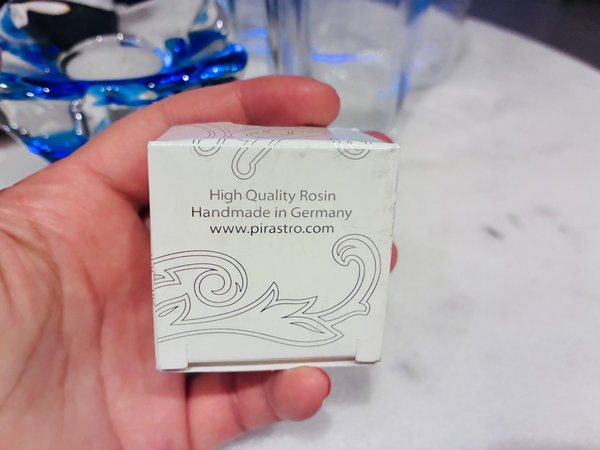 High Quality Rosin
Handmade in Germany
www.pirastro.com